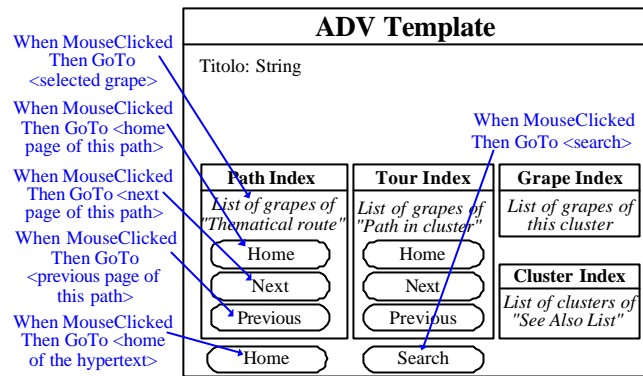 ADV Template
Titolo: String
When MouseClicked
Then GoTo
<selected grape>
When MouseClicked
Then GoTo <home
page of this path>
When MouseClicked
Then GoTo <next
page of this path>
When MouseClicked
Then GoTo
<previous page of
this path>
When MouseClicked
Then GoTo <home
of the hypertext>
When MouseClicked
Then GoTo <search>
Path Index
List of grapes of
"Thematical route"
Home
Next
Previous
Tour Index
List of grapes of
"Path in cluster"
Home
Next
Previous
Grape Index
List of grapes of
this cluster
Cluster Index
List of clusters of
"See Also List"
Home
Search